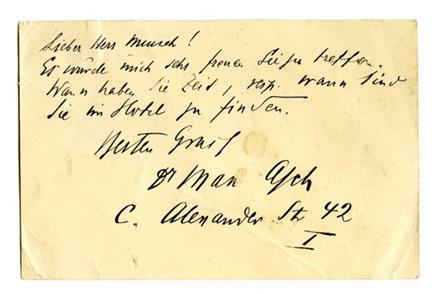 Lieber Herr Munch!
Es würde mich sehr freuen Sie zu treffen.
Wann haben Sie Zeit, resp. wann sind
Sie im Hotel zu finden.
Besten Gruß
Dr Max Asch
C. Alexander Str 42
I